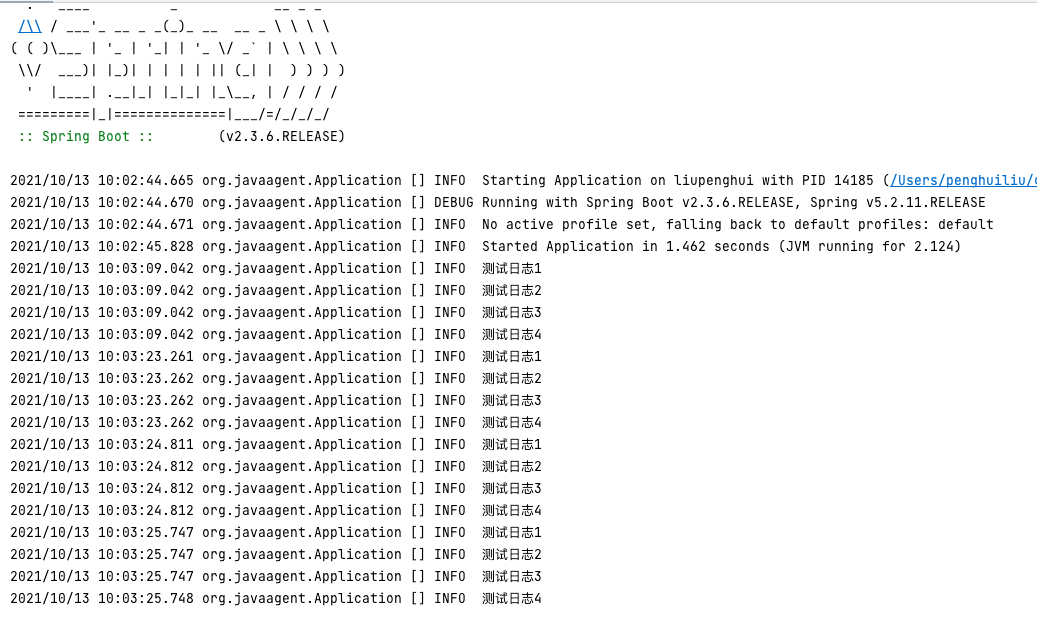 .   ____          _            __ _ _
 /\\ / ___'_ __ _ _(_)_ __  __ _ \ \ \ \
( ( )\___ | '_ | '_| | '_ \/ _` | \ \ \ \
 \\/  ___)| |_)| | | | | || (_| |  ) ) ) )
  '  |____| .__|_| |_|_| |_\__, | / / / /
 =========|_|==============|___/=/_/_/_/
 :: Spring Boot ::        (v2.3.6.RELEASE)
2021/10/13 10:02:44.665 org.javaagent.Application [] INFO  Starting Application on liupenghui with PID 14185 (/Users/penghuiliu/
2021/10/13 10:02:44.670 org.javaagent.Application [] DEBUG Running with Spring Boot v2.3.6.RELEASE, Spring v5.2.11.RELEASE
2021/10/13 10:02:44.671 org.javaagent.Application [] INFO  No active profile set, falling back to default profiles: default
2021/10/13 10:02:45.828 org.javaagent.Application [] INFO  Started Application in 1.462 seconds (JVM running for 2.124)
2021/10/13 10:03:09.042 org.javaagent.Application [] INFO  测试日志1
2021/10/13 10:03:09.042 org.javaagent.Application [] INFO  测试日志2
2021/10/13 10:03:09.042 org.javaagent.Application [] INFO  测试日志3
2021/10/13 10:03:09.042 org.javaagent.Application [] INFO  测试日志4
2021/10/13 10:03:23.261 org.javaagent.Application [] INFO  测试日志1
2021/10/13 10:03:23.262 org.javaagent.Application [] INFO  测试日志2
2021/10/13 10:03:23.262 org.javaagent.Application [] INFO  测试日志3
2021/10/13 10:03:23.262 org.javaagent.Application [] INFO  测试日志4
2021/10/13 10:03:24.811 org.javaagent.Application [] INFO  测试日志1
2021/10/13 10:03:24.812 org.javaagent.Application [] INFO  测试日志2
2021/10/13 10:03:24.812 org.javaagent.Application [] INFO  测试日志3
2021/10/13 10:03:24.812 org.javaagent.Application [] INFO  测试日志4
2021/10/13 10:03:25.747 org.javaagent.Application [] INFO  测试日志1
2021/10/13 10:03:25.747 org.javaagent.Application [] INFO  测试日志2
2021/10/13 10:03:25.747 org.javaagent.Application [] INFO  测试日志3
2021/10/13 10:03:25.748 org.javaagent.Application [] INFO  测试日志4